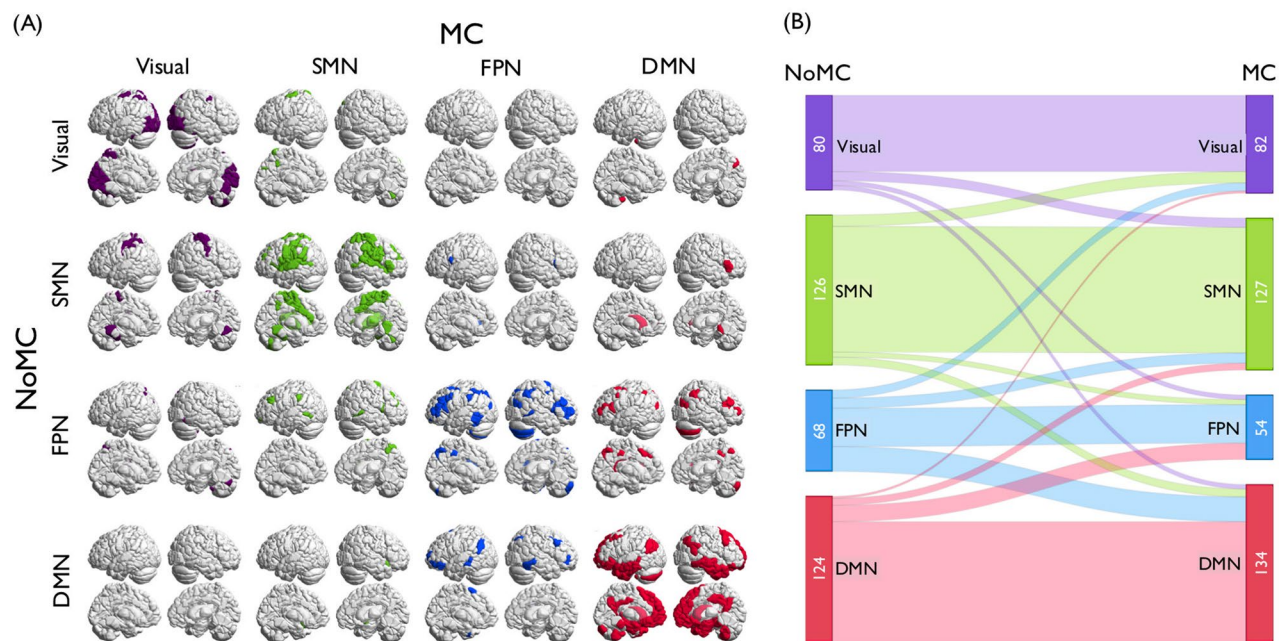 (A)
MC
Visual SMN FPN DMN
NoMC
Visual
SMN
FPN
DMN
(B)
NoMC MC
80 Visual Visual 82
126 SMN SMN 127
68 FPN FPN 54
124 DMN DMN 134